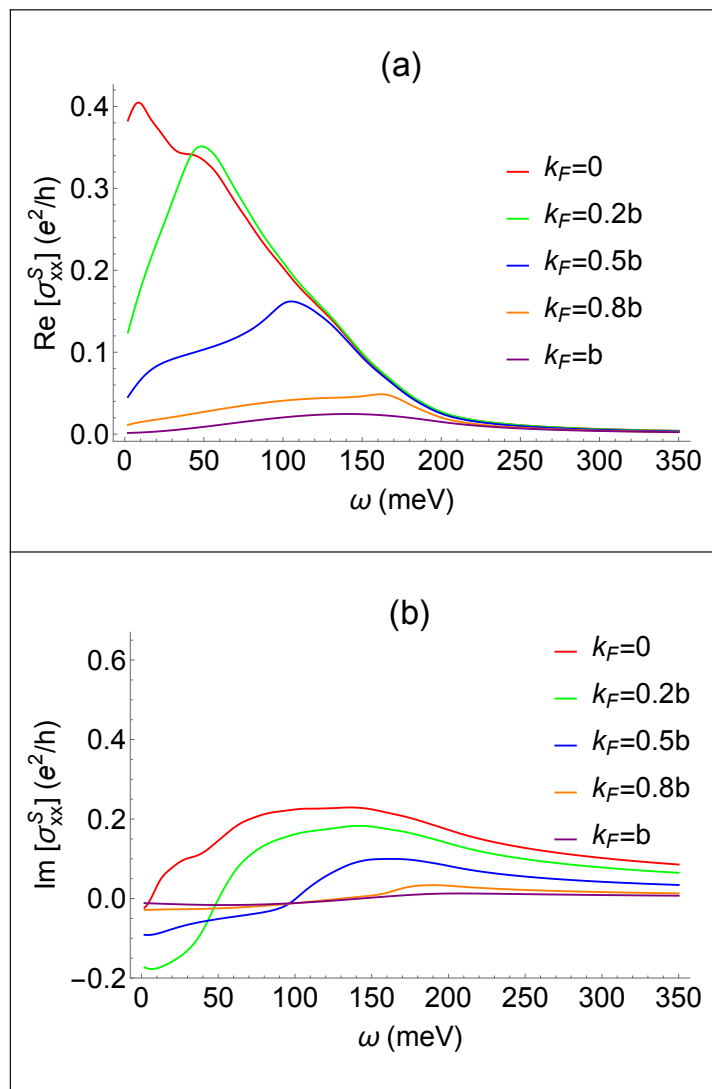 (a)
Re [σ^S_xx] (e²/h)
0.4
0.3
0.2
0.1
0.0
k_F=0
k_F=0.2b
k_F=0.5b
k_F=0.8b
k_F=b
0 50 100 150 200 250 300 350
ω (meV)
(b)
Im [σ^S_xx] (e²/h)
0.6
0.4
0.2
0.0
−0.2
k_F=0
k_F=0.2b
k_F=0.5b
k_F=0.8b
k_F=b
0 50 100 150 200 250 300 350
ω (meV)